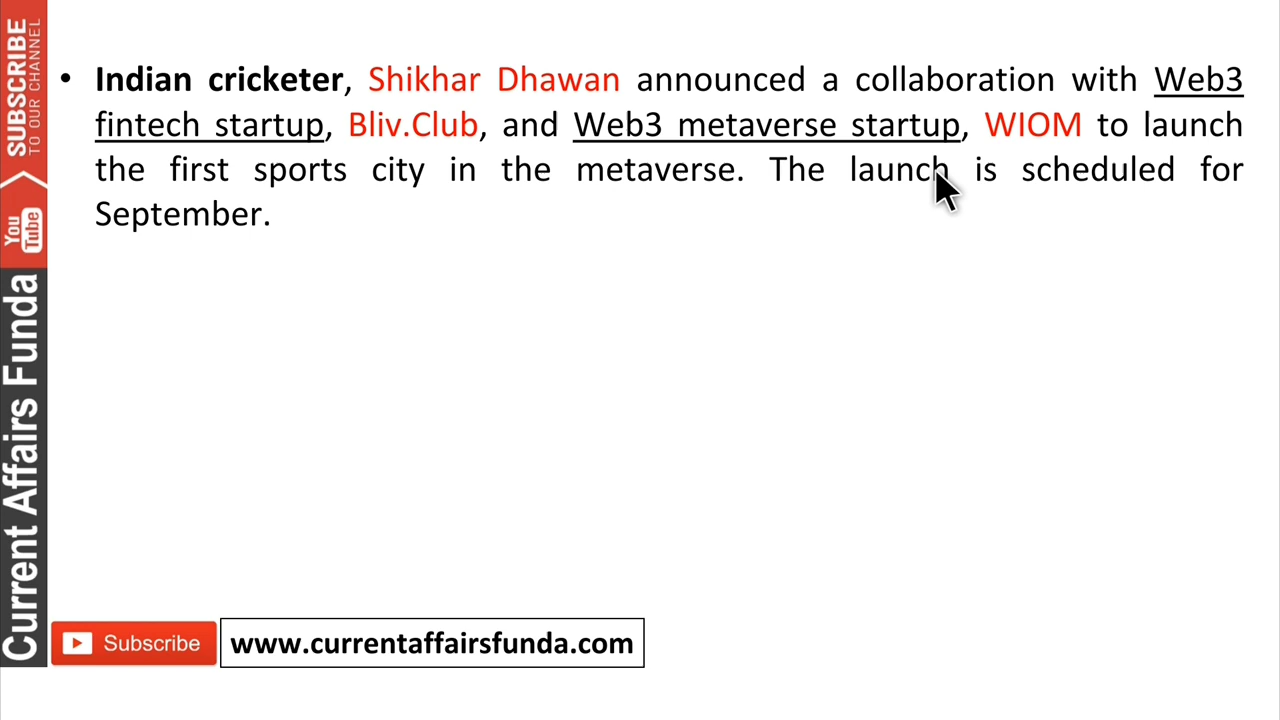 • Indian cricketer, Shikhar Dhawan announced a collaboration with Web3
fintech startup, Bliv.Club, and Web3 metaverse startup, WIOM to launch
the first sports city in the metaverse. The launch is scheduled for
September.
SUBSCRIBE
TO OUR CHANNEL
You
Tube
Current Affairs Funda
Subscribe
www.currentaffairsfunda.com